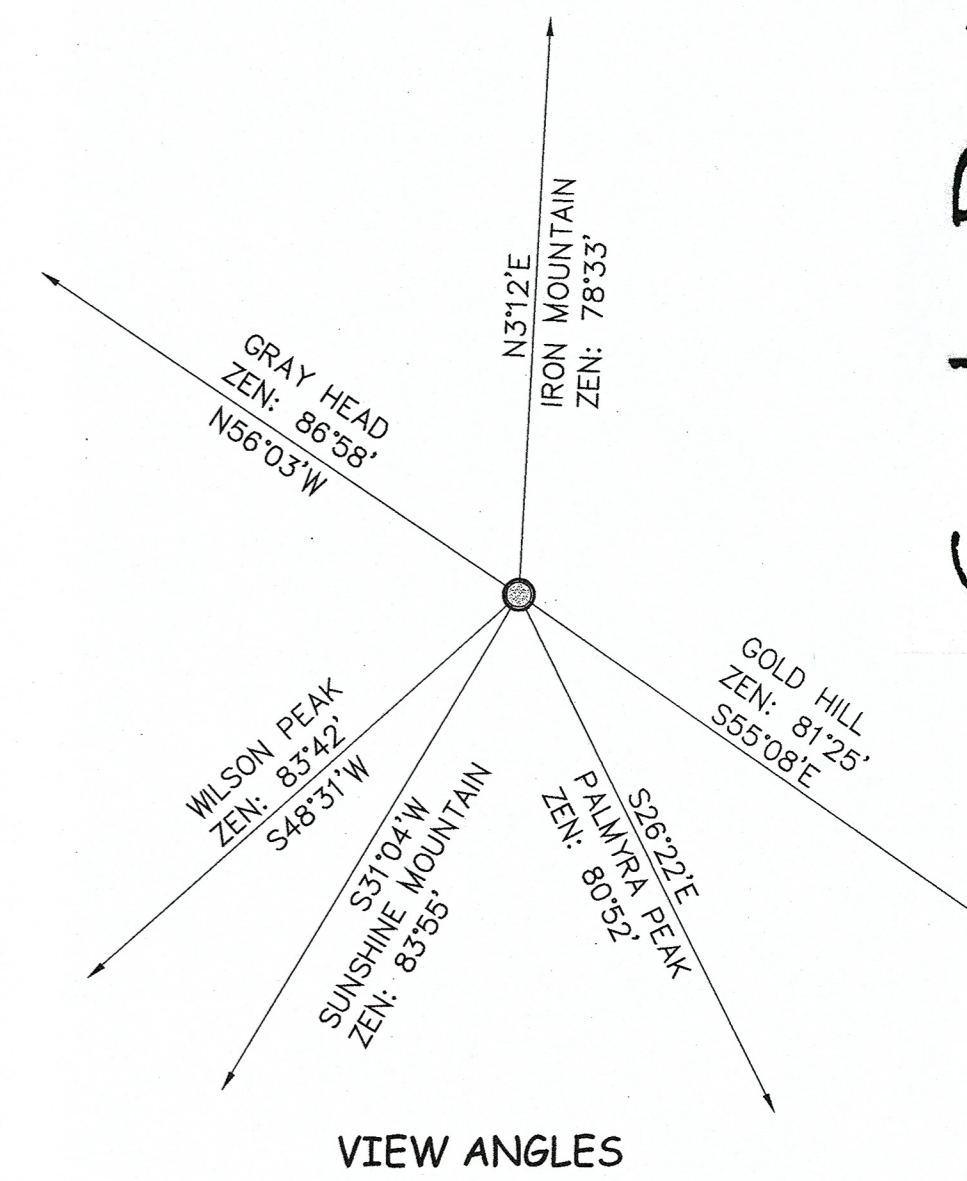 N3°12'E
IRON MOUNTAIN
ZEN: 78°33'
GRAY HEAD
ZEN: 86°58'
N56°03'W
GOLD HILL
ZEN: 81°25'
S55°08'E
WILSON PEAK
ZEN: 83°42'
S48°31'W
S31°04'W
SUNSHINE MOUNTAIN
ZEN: 83°55'
S26°22'E
PALMYRA PEAK
ZEN: 80°52'
VIEW ANGLES